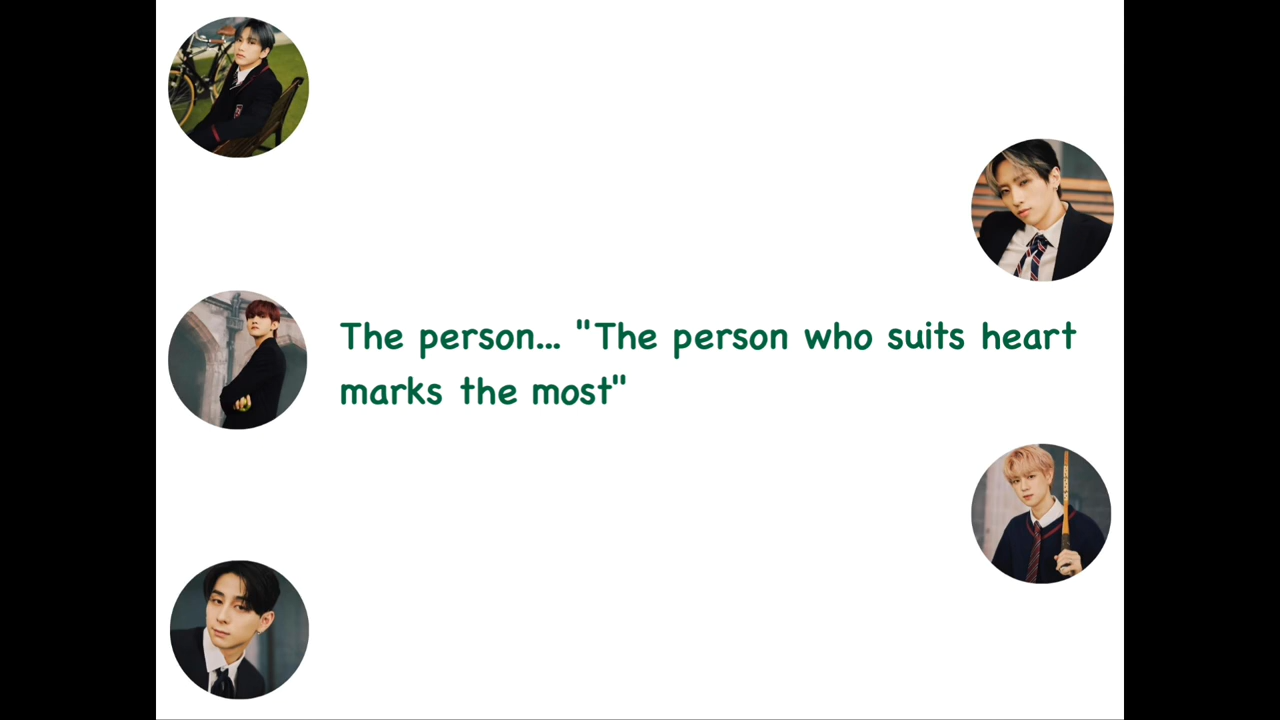 The person... "The person who suits heart
marks the most"